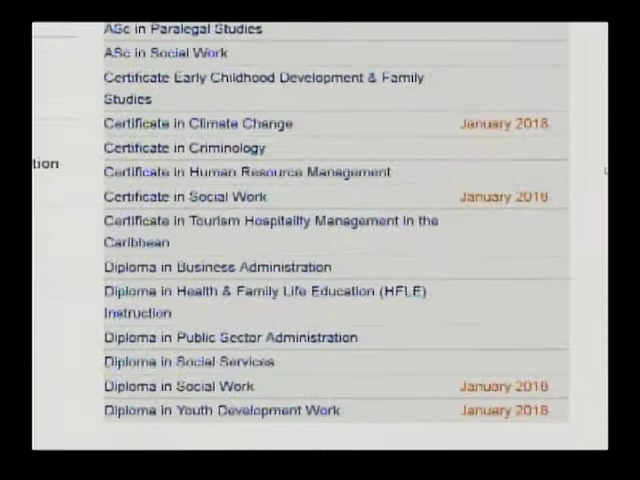 ASc in Paralegal Studies
ASc in Social Work
Certificate Early Childhood Development & Family
Studies
Certificate in Climate Change January 2018
Certificate in Criminology
tion
Certificate in Human Resource Management
Certificate in Social Work January 2018
Certificate in Tourism Hospitality Management in the
Caribbean
Diploma in Business Administration
Diploma in Health & Family Life Education (HFLE)
Instruction
Diploma in Public Sector Administration
Diploma in Social Services
Diploma in Social Work January 2018
Diploma in Youth Development Work January 2018